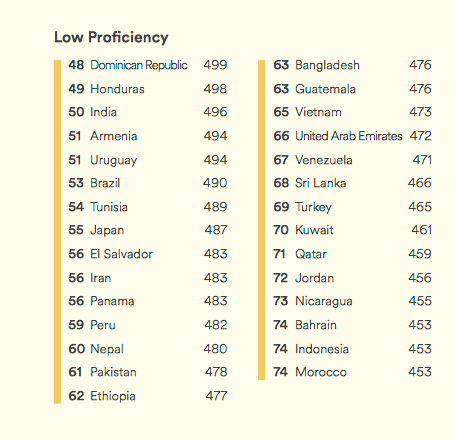 Low Proficiency
48 Dominican Republic 499
49 Honduras 498
50 India 496
51 Armenia 494
51 Uruguay 494
53 Brazil 490
54 Tunisia 489
55 Japan 487
56 El Salvador 483
56 Iran 483
56 Panama 483
59 Peru 482
60 Nepal 480
61 Pakistan 478
62 Ethiopia 477
63 Bangladesh 476
63 Guatemala 476
65 Vietnam 473
66 United Arab Emirates 472
67 Venezuela 471
68 Sri Lanka 466
69 Turkey 465
70 Kuwait 461
71 Qatar 459
72 Jordan 456
73 Nicaragua 455
74 Bahrain 453
74 Indonesia 453
74 Morocco 453